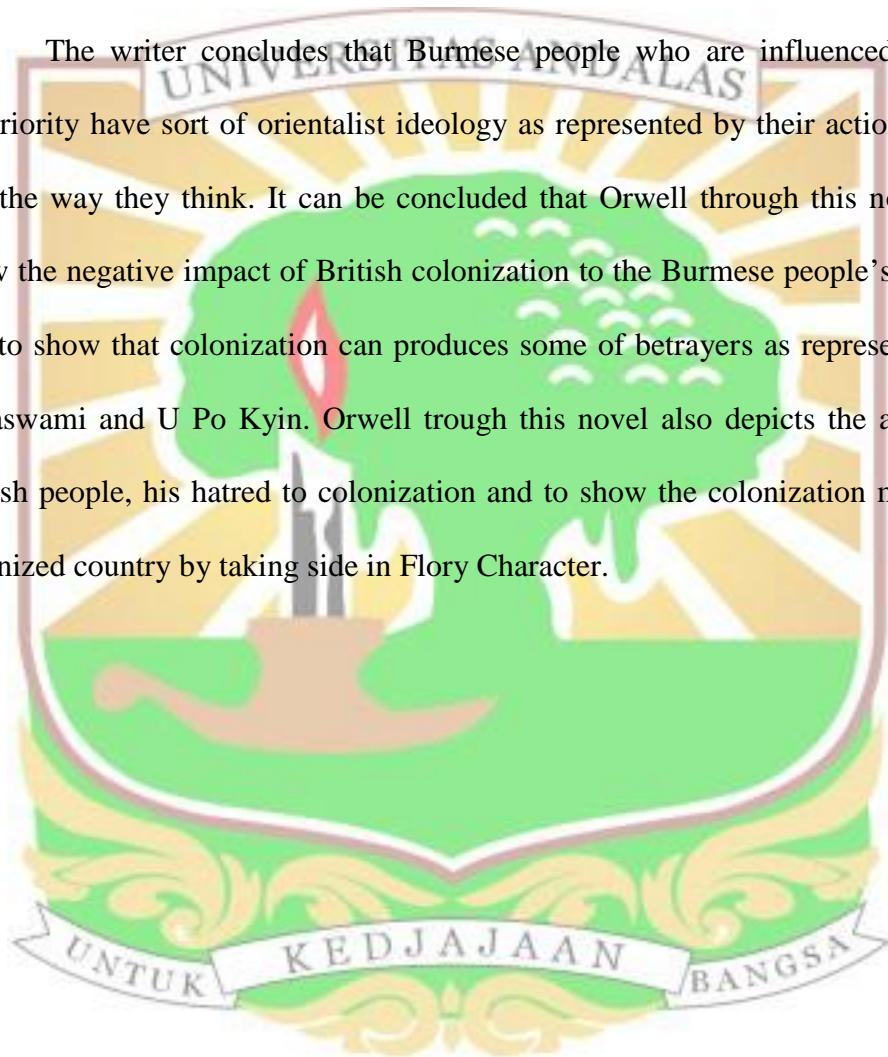 The writer concludes that Burmese people who are influenced
UNIVERSITAS ANDALAS
riority have sort of orientalist ideology as represented by their action
the way they think. It can be concluded that Orwell through this no
the negative impact of British colonization to the Burmese people’s
to show that colonization can produces some of betrayers as represe
aswami and U Po Kyin. Orwell trough this novel also depicts the a
sh people, his hatred to colonization and to show the colonization n
nized country by taking side in Flory Character.
UNTUK KEDJAJAAN BANGSA